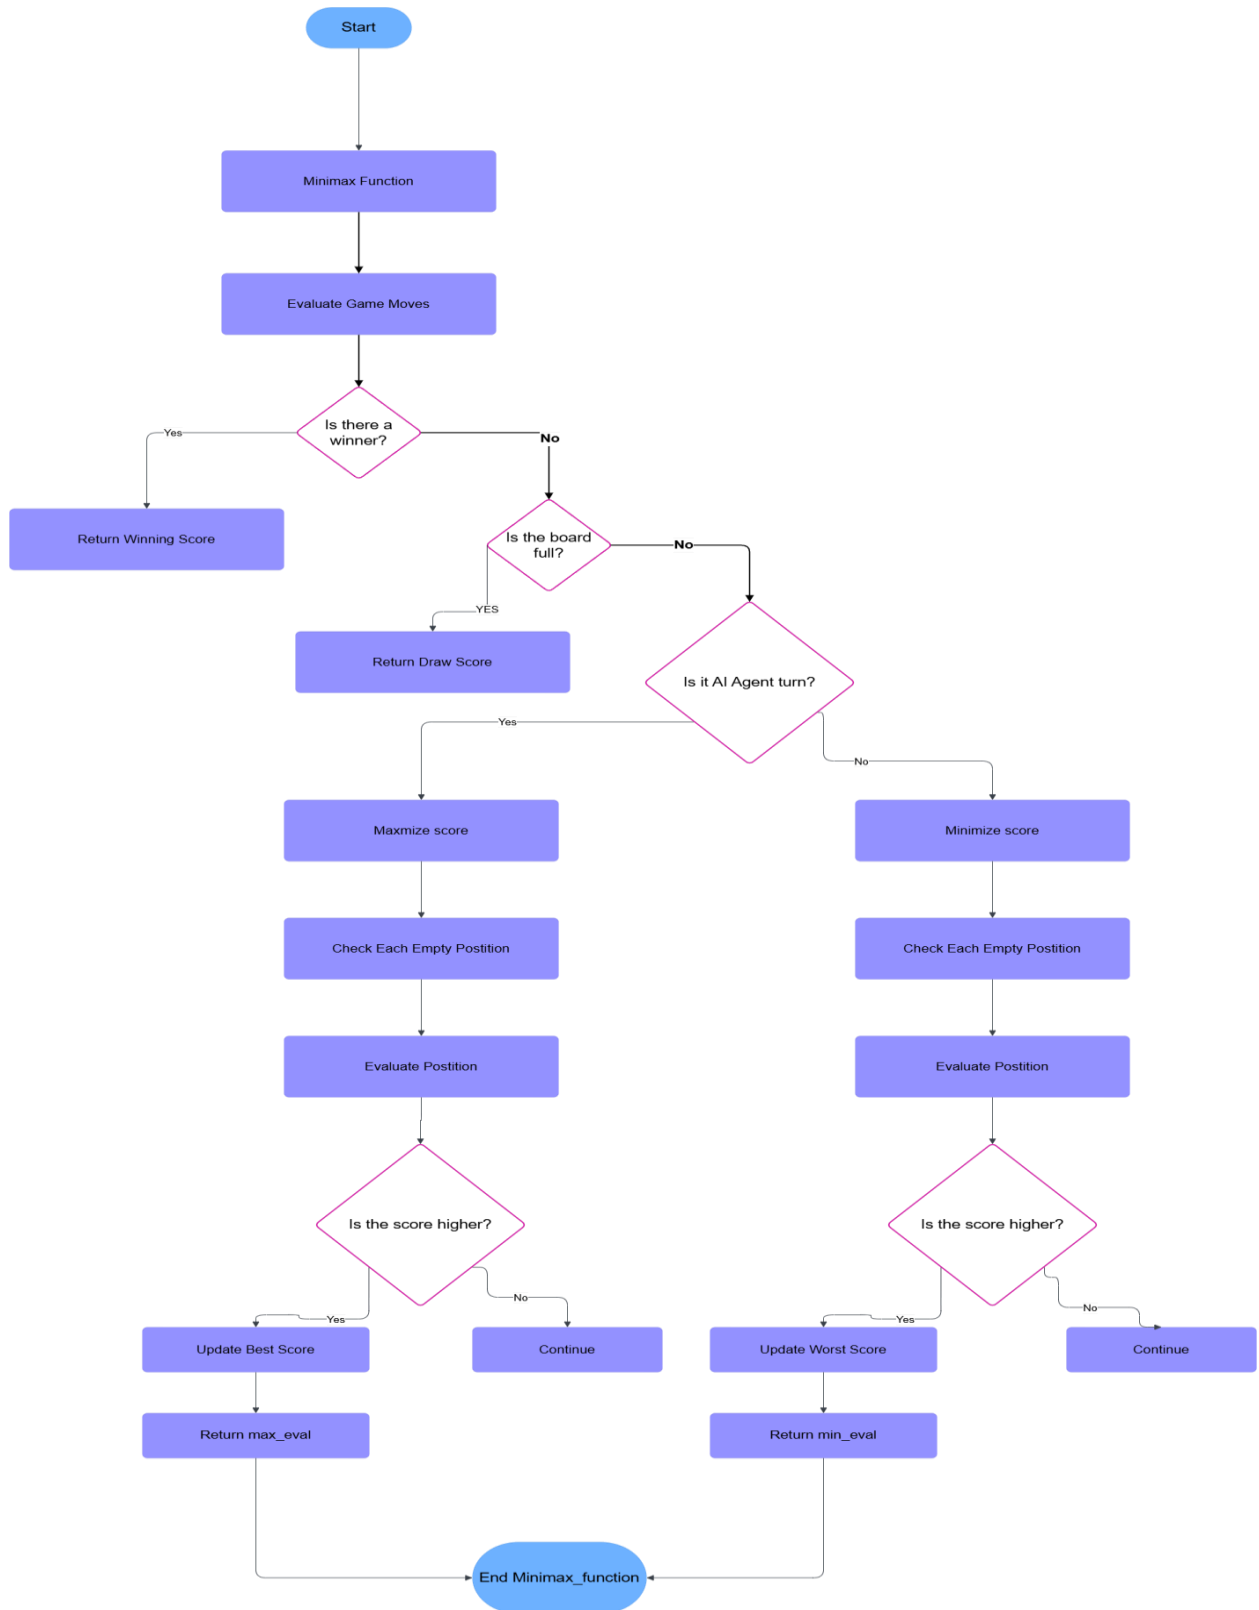 Start
Minimax Function
Evaluate Game Moves
Is there a
winner?
Yes
No
Return Winning Score
Is the board
full?
No
YES
Return Draw Score
Is it AI Agent turn?
Yes
No
Maxmize score
Minimize score
Check Each Empty Postition
Check Each Empty Postition
Evaluate Postition
Evaluate Postition
Is the score higher?
Is the score higher?
Yes
No
Yes
No
Update Best Score
Continue
Update Worst Score
Continue
Return max_eval
Return min_eval
End Minimax_function